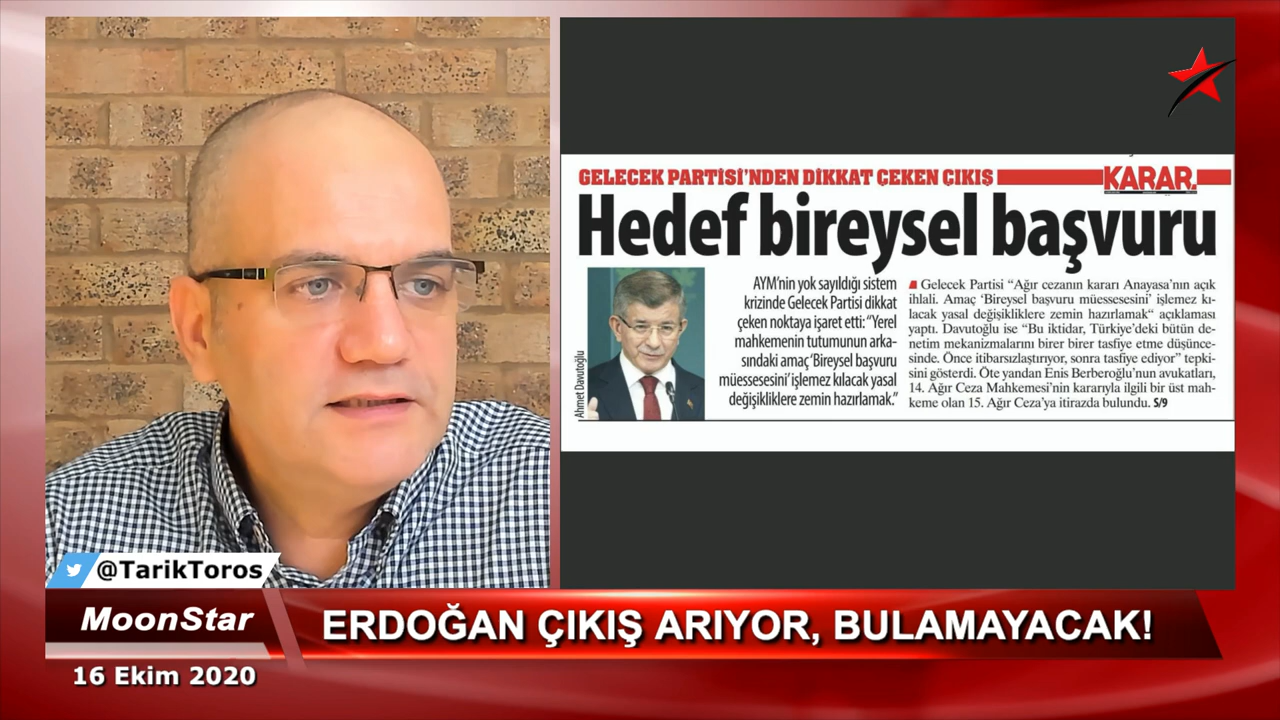 GELECEK PARTİSİ'NDEN DİKKAT ÇEKEN ÇIKIŞ
KARAR.
Hedef bireysel başvuru
Ahmet Davutoğlu
AYM'nin yok sayıldığı sistem
krizinde Gelecek Partisi dikkat
çeken noktaya işaret etti: "Yerel
mahkemenin tutumunun arka-
sındaki amaç 'Bireysel başvuru
müessesesini' işlemez kılacak yasal
değişikliklere zemin hazırlamak."
Gelecek Partisi "Ağır cezanın kararı Anayasa'nın açık
ihlali. Amaç 'Bireysel başvuru müessesesini' işlemez kı-
lacak yasal değişikliklere zemin hazırlamak" açıklaması
yaptı. Davutoğlu ise "Bu iktidar, Türkiye'deki bütün de-
netim mekanizmalarını birer birer tasfiye etme düşünce-
sinde. Önce itibarsızlaştırıyor, sonra tasfiye ediyor" tepki-
sini gösterdi. Öte yandan Enis Berberoğlu'nun avukatları,
14. Ağır Ceza Mahkemesi'nin kararıyla ilgili bir üst mah-
keme olan 15. Ağır Ceza'ya itirazda bulundu. S/9
@TarikToros
MoonStar
ERDOĞAN ÇIKIŞ ARIYOR, BULAMAYACAK!
16 Ekim 2020